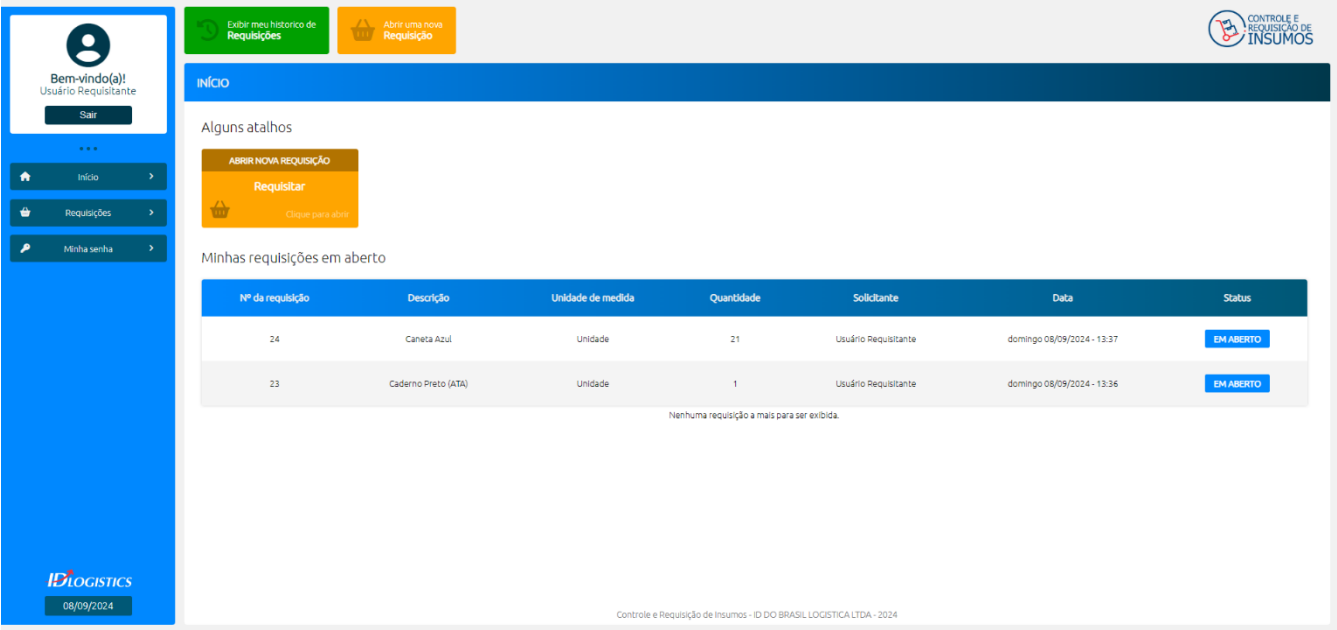 Bem-vindo(a)!
Usuário Requisitante
Sair
Início
Requisições
Minha senha
ID LOGISTICS
08/09/2024
Exibir meu historico de
Requisições
Abrir uma nova
Requisição
CONTROLE E
REQUISIÇÃO DE
INSUMOS
INÍCIO
Alguns atalhos
ABRIR NOVA REQUISIÇÃO
Requisitar
Clique para abrir
Minhas requisições em aberto
Nº da requisição Descrição Unidade de medida Quantidade Solicitante Data Status
24 Caneta Azul Unidade 21 Usuário Requisitante domingo 08/09/2024 - 13:37 EM ABERTO
23 Caderno Preto (ATA) Unidade 1 Usuário Requisitante domingo 08/09/2024 - 13:36 EM ABERTO
Nenhuma requisição a mais para ser exibida.
Controle e Requisição de Insumos - ID DO BRASIL LOGISTICA LTDA - 2024